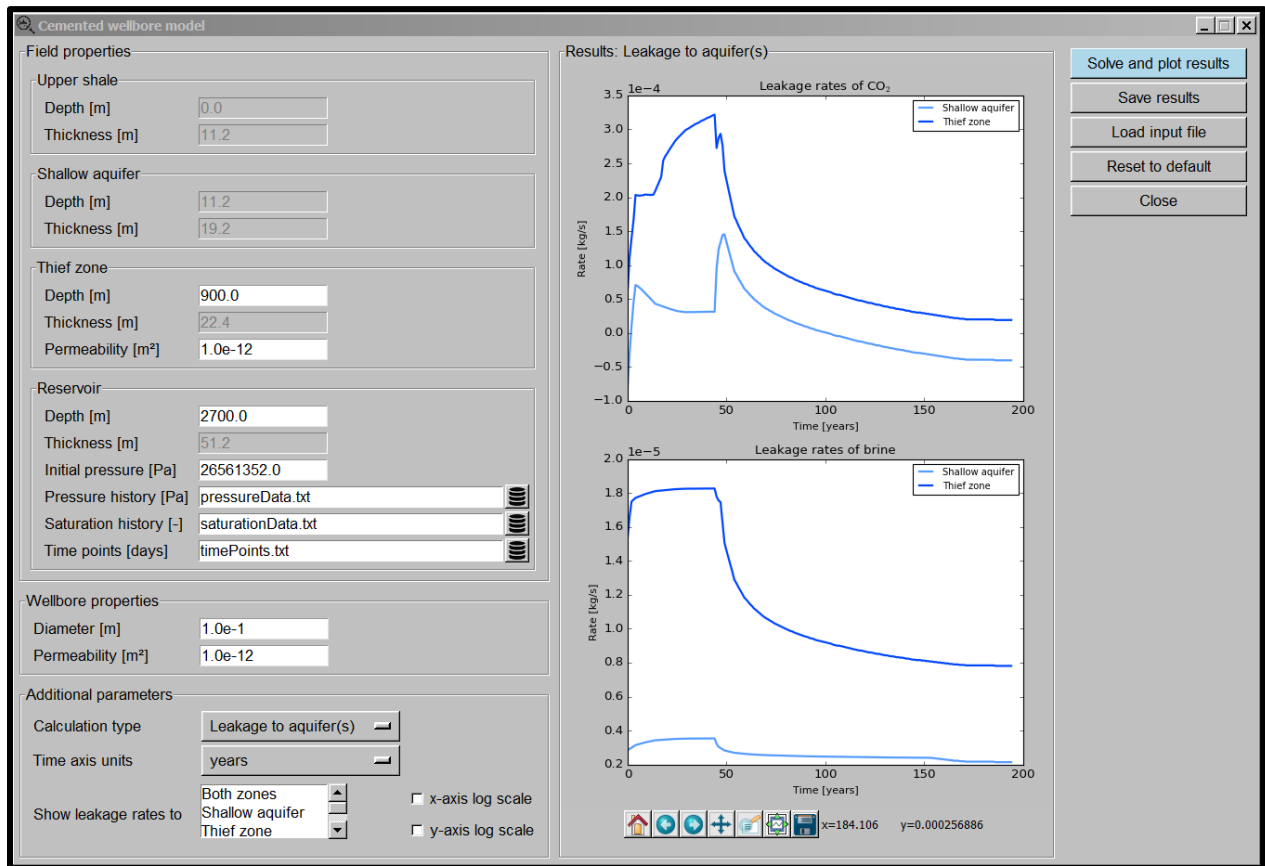 Cemented wellbore model
Field properties
Upper shale
Depth [m] 0.0
Thickness [m] 11.2
Shallow aquifer
Depth [m] 11.2
Thickness [m] 19.2
Thief zone
Depth [m] 900.0
Thickness [m] 22.4
Permeability [m²] 1.0e-12
Reservoir
Depth [m] 2700.0
Thickness [m] 51.2
Initial pressure [Pa] 26561352.0
Pressure history [Pa] pressureData.txt
Saturation history [-] saturationData.txt
Time points [days] timePoints.txt
Wellbore properties
Diameter [m] 1.0e-1
Permeability [m²] 1.0e-12
Additional parameters
Calculation type Leakage to aquifer(s)
Time axis units years
Show leakage rates to
Both zones
Shallow aquifer
Thief zone
x-axis log scale
y-axis log scale
Results: Leakage to aquifer(s)
1e−4
Leakage rates of CO₂
Shallow aquifer
Thief zone
3.5
3.0
2.5
2.0
1.5
1.0
0.5
0.0
−0.5
−1.0
Rate [kg/s]
0 50 100 150 200
Time [years]
1e−5
Leakage rates of brine
Shallow aquifer
Thief zone
2.0
1.8
1.6
1.4
1.2
1.0
0.8
0.6
0.4
0.2
Rate [kg/s]
0 50 100 150 200
Time [years]
x=184.106 y=0.000256886
Solve and plot results
Save results
Load input file
Reset to default
Close